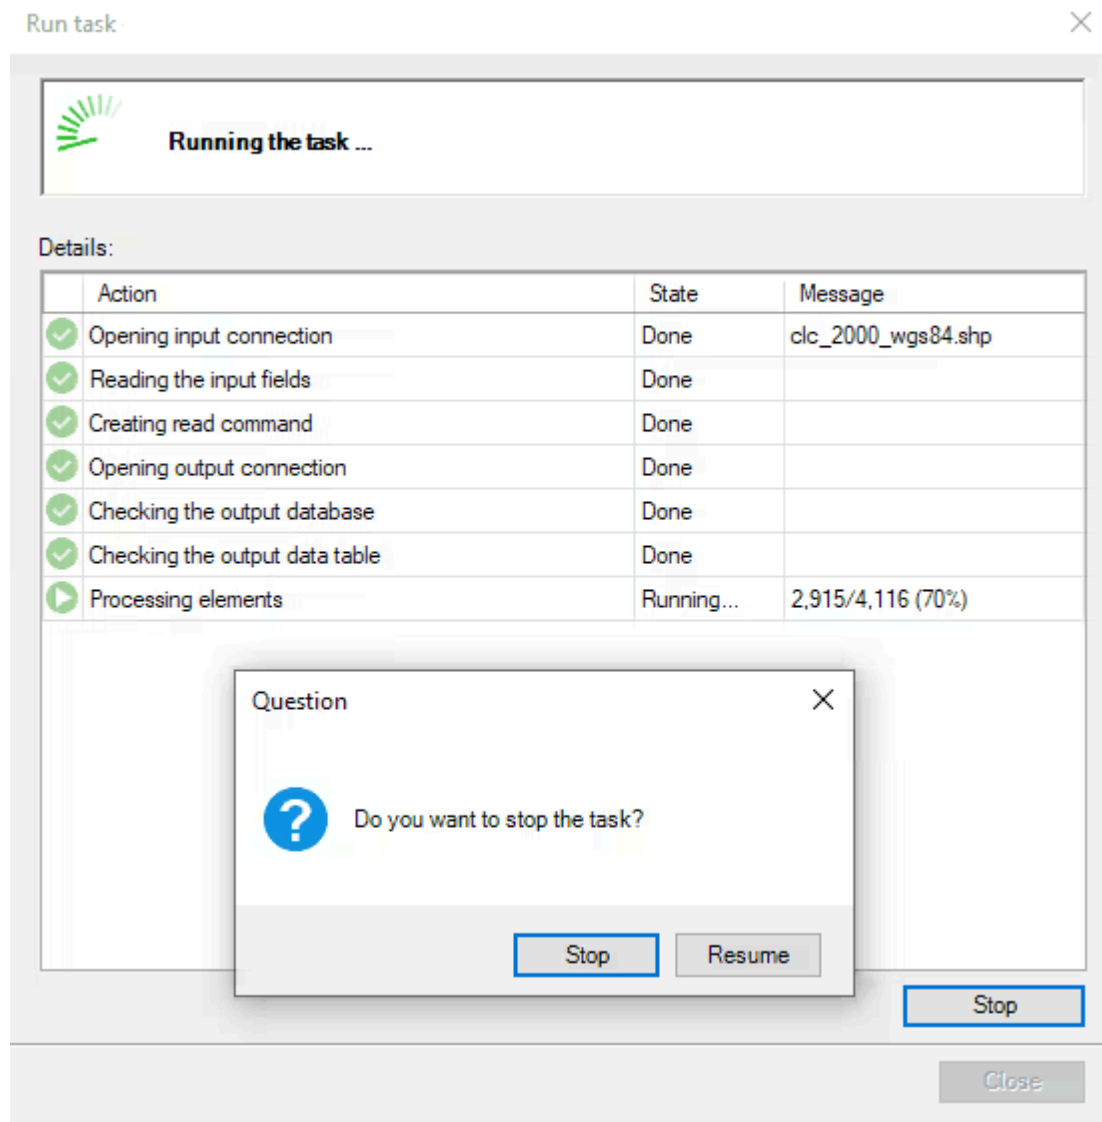 Run task
Running the task ...
Details:
Action State Message
Opening input connection Done clc_2000_wgs84.shp
Reading the input fields Done
Creating read command Done
Opening output connection Done
Checking the output database Done
Checking the output data table Done
Processing elements Running... 2,915/4,116 (70%)
Question
Do you want to stop the task?
Stop Resume
Stop
Close